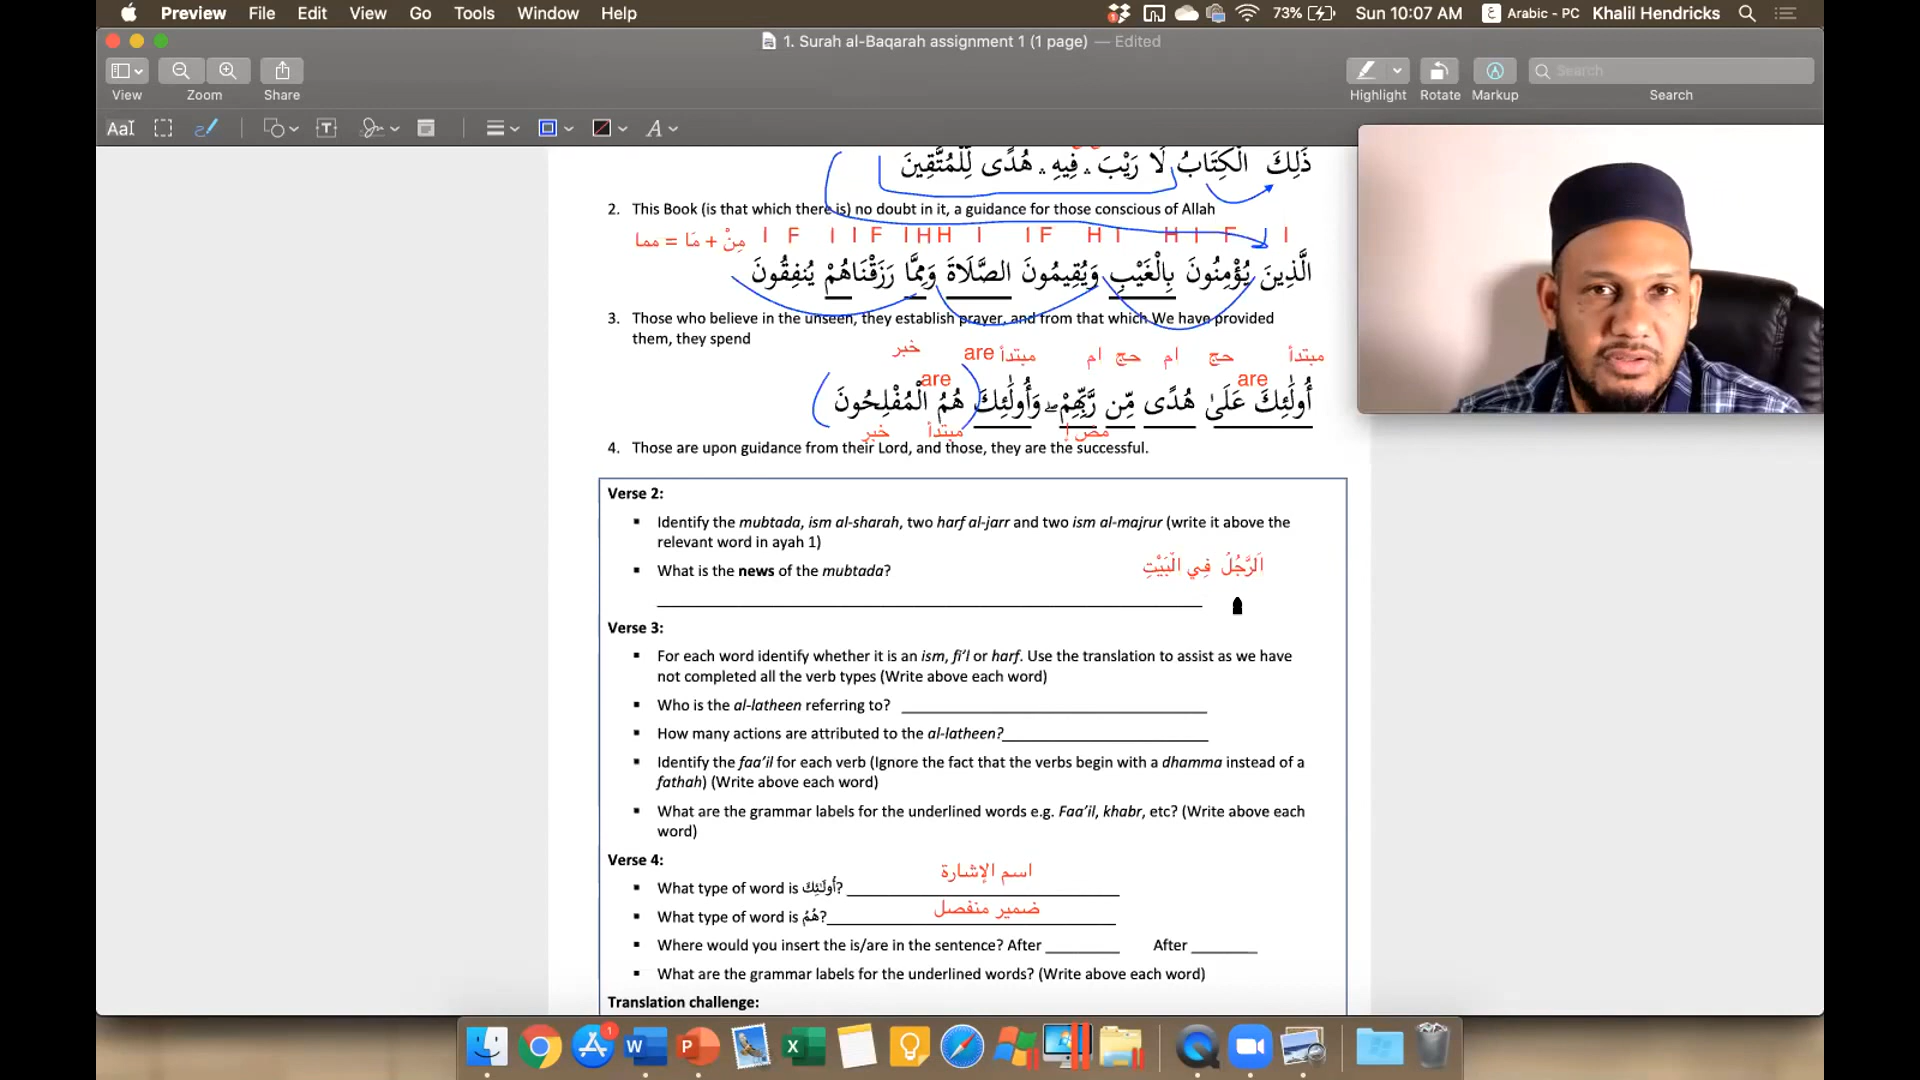 Preview File Edit View Go Tools Window Help 73% Sun 10:07 AM Arabic - PC Khalil Hendricks
1. Surah al-Baqarah assignment 1 (1 page) — Edited
Search
View Zoom Share Highlight Rotate Markup Search
ذَٰلِكَ الْكِتَابُ لَا رَيْبَ ۛ فِيهِ ۛ هُدًى لِّلْمُتَّقِينَ
2. This Book (is that which there is) no doubt in it, a guidance for those conscious of Allah
مِنْ + مَا = مما I F I I F I H H I I F H I H I F I I
الَّذِينَ يُؤْمِنُونَ بِالْغَيْبِ وَيُقِيمُونَ الصَّلَاةَ وَمِمَّا رَزَقْنَاهُمْ يُنفِقُونَ
3. Those who believe in the unseen, they establish prayer, and from that which We have provided
them, they spend
مبتدأ حج ام حج ام مبتدأ are خبر
are are
أُولَٰئِكَ عَلَىٰ هُدًى مِّن رَّبِّهِمْ ۖ وَأُولَٰئِكَ هُمُ الْمُفْلِحُونَ
مص إ مبتدأ خبر
4. Those are upon guidance from their Lord, and those, they are the successful.
Verse 2:
▪ Identify the mubtada, ism al-sharah, two harf al-jarr and two ism al-majrur (write it above the
relevant word in ayah 1)
▪ What is the news of the mubtada?
اَلرَّجُلُ فِي الْبَيْتِ
Verse 3:
▪ For each word identify whether it is an ism, fi’l or harf. Use the translation to assist as we have
not completed all the verb types (Write above each word)
▪ Who is the al-latheen referring to?
▪ How many actions are attributed to the al-latheen?
▪ Identify the faa’il for each verb (Ignore the fact that the verbs begin with a dhamma instead of a
fathah) (Write above each word)
▪ What are the grammar labels for the underlined words e.g. Faa’il, khabr, etc? (Write above each
word)
Verse 4:
▪ What type of word is أُولَٰئِكَ? اسم الإشارة
▪ What type of word is هُمُ? ضمير منفصل
▪ Where would you insert the is/are in the sentence? After ________ After ________
▪ What are the grammar labels for the underlined words? (Write above each word)
Translation challenge: